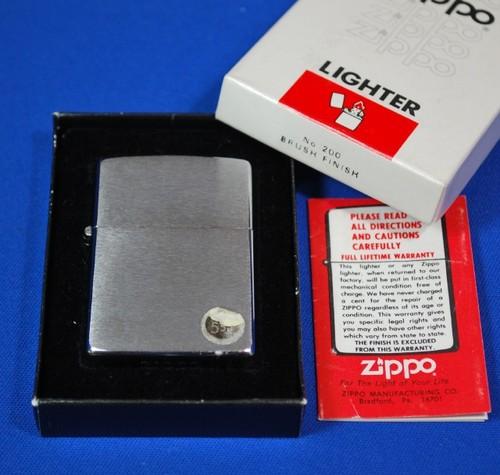 Zippo
Zippo
Zippo
Zippo
LIGHTER
No 200
BRUSH FINISH
PLEASE READ
ALL DIRECTIONS
AND CAUTIONS
CAREFULLY
FULL LIFETIME WARRANTY
This lighter or any Zippo
lighter, when returned to our
factory, will be put in first-class
mechanical condition free of
charge. We have never charged
a cent for the repair of a
ZIPPO regardless of its age or
condition. This warranty gives
you specific legal rights and
you may also have other rights
which vary from state to state.
THE FINISH IS EXCLUDED
FROM THIS WARRANTY.
zippo
For The Light of Your Life
ZIPPO MANUFACTURING CO.
Bradford, Pa. 16701